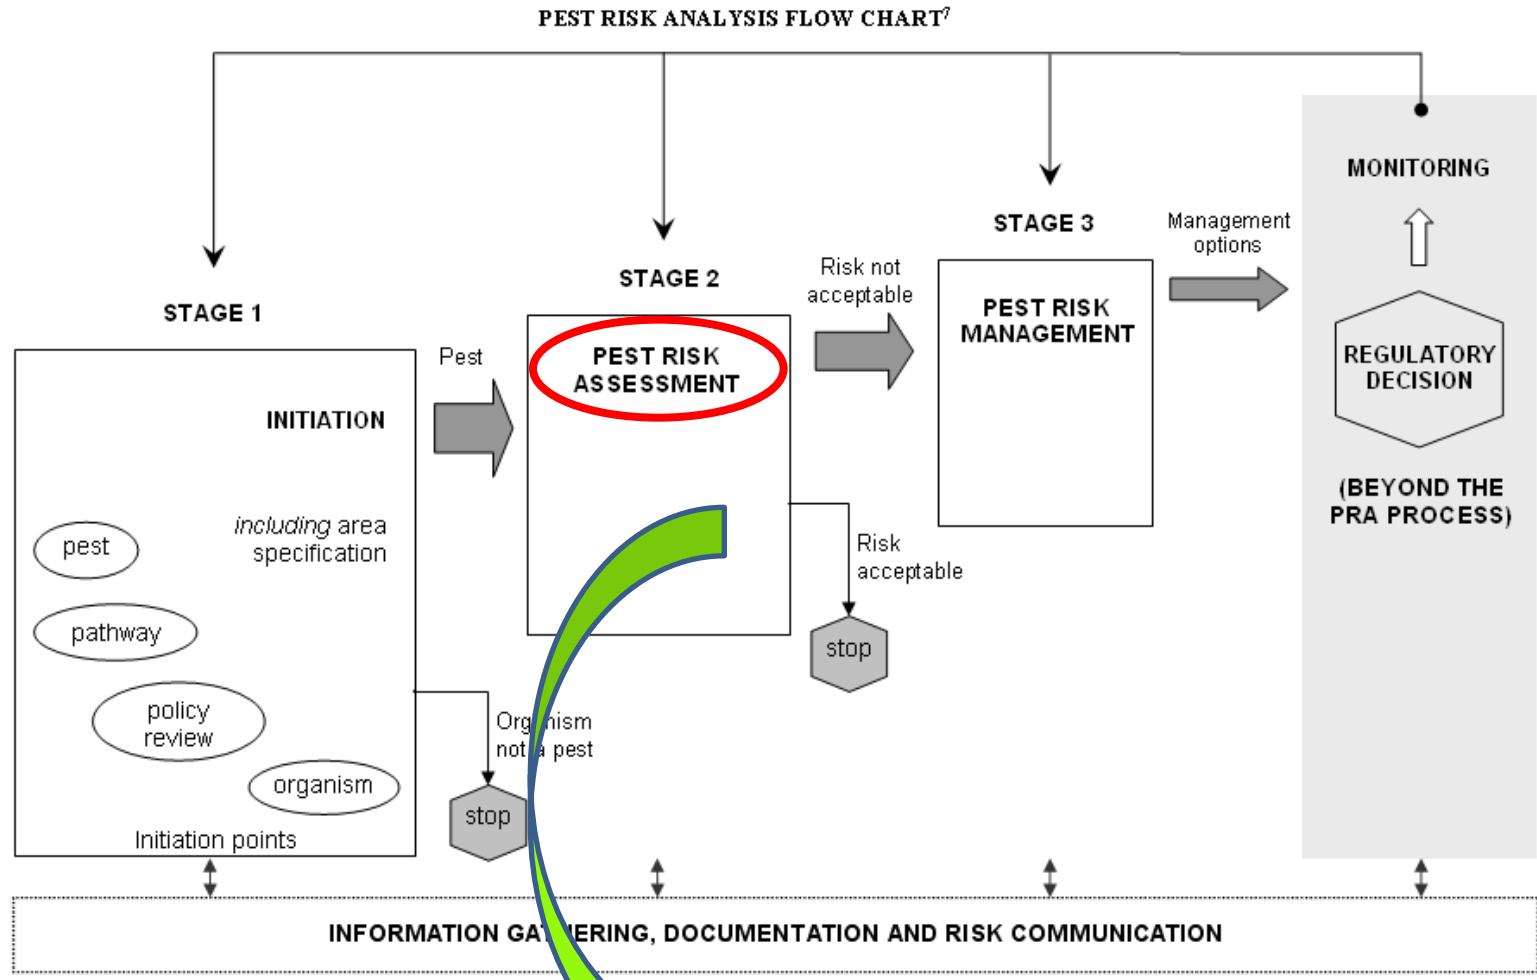 PEST RISK ANALYSIS FLOW CHART7
STAGE 1
INITIATION
including area
specification
pest
pathway
policy
review
organism
Initiation points
Pest
Organism
not a pest
stop
STAGE 2
PEST RISK
ASSESSMENT
Risk not
acceptable
Risk
acceptable
stop
STAGE 3
PEST RISK
MANAGEMENT
Management
options
MONITORING
REGULATORY
DECISION
(BEYOND THE
PRA PROCESS)
INFORMATION GATHERING, DOCUMENTATION AND RISK COMMUNICATION